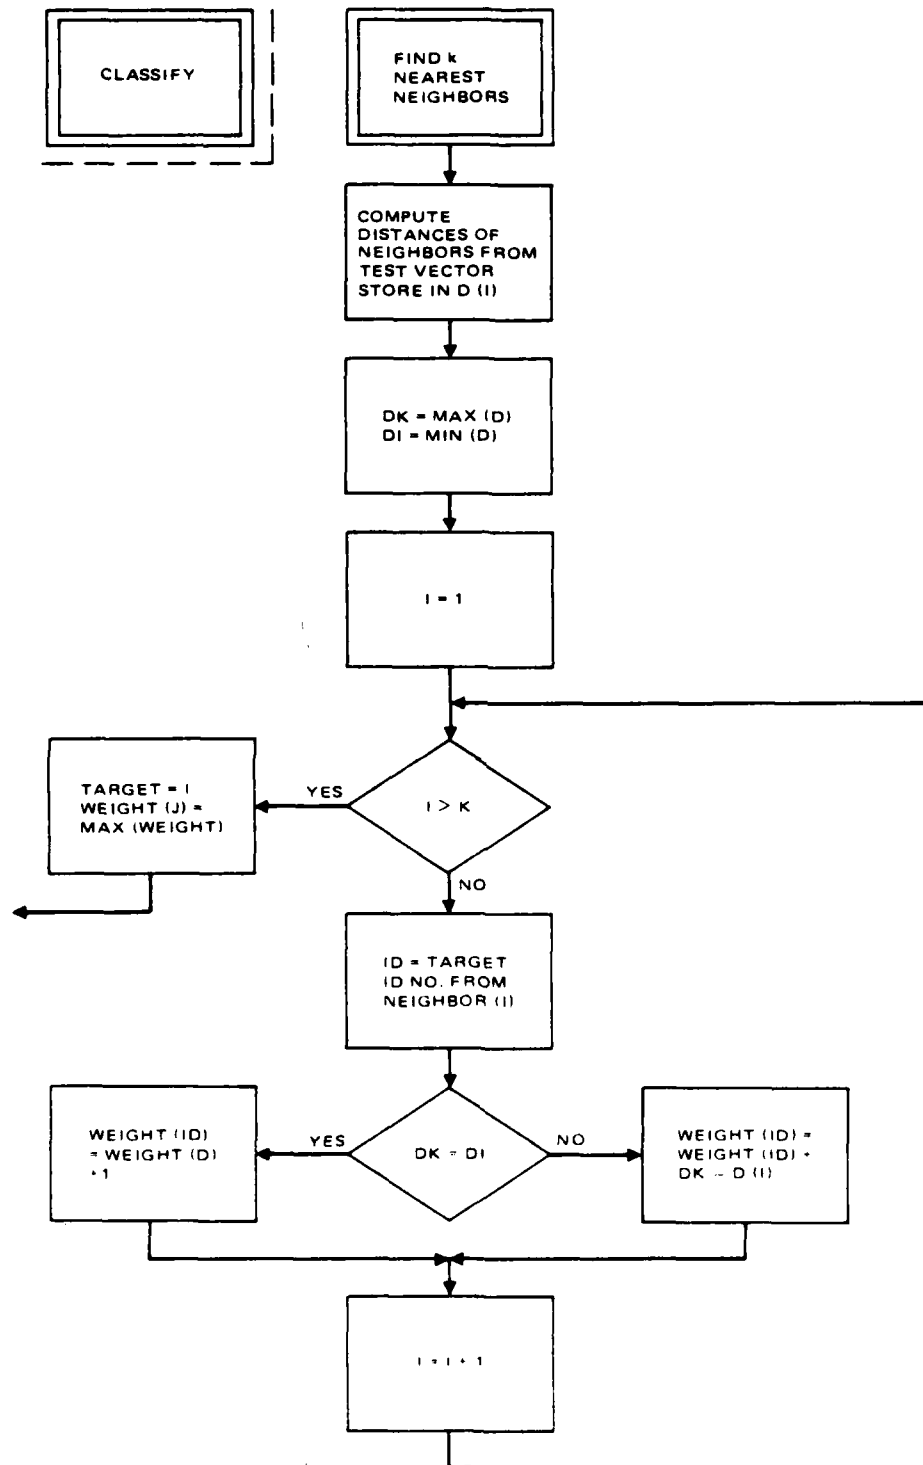 CLASSIFY
FIND k
NEAREST
NEIGHBORS
COMPUTE
DISTANCES OF
NEIGHBORS FROM
TEST VECTOR
STORE IN D (I)
DK = MAX (D)
DI = MIN (D)
I = 1
I > K
YES
NO
TARGET = I
WEIGHT (J) =
MAX (WEIGHT)
ID = TARGET
ID NO. FROM
NEIGHBOR (I)
DK = DI
YES
NO
WEIGHT (ID)
= WEIGHT (D)
+1
WEIGHT (ID) =
WEIGHT (ID) +
DK - D (I)
I = I + 1